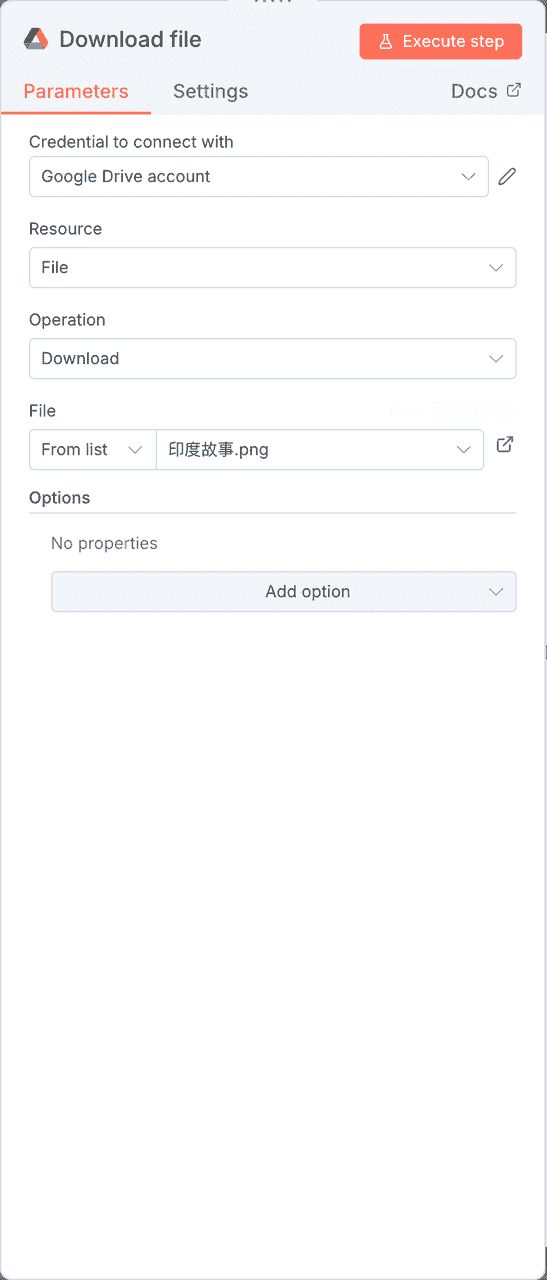 Download file
Execute step
Parameters
Settings
Docs
Credential to connect with
Google Drive account
Resource
File
Operation
Download
File
From list
印度故事.png
Options
No properties
Add option